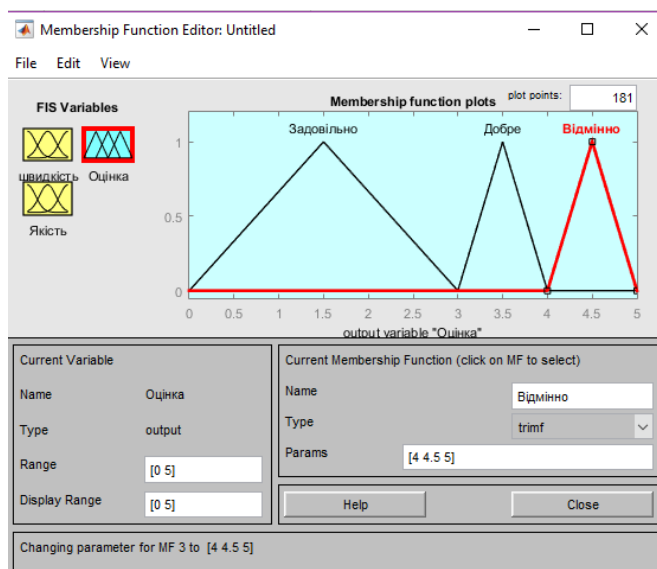 Membership Function Editor: Untitled
File Edit View
FIS Variables
швидкість
Оцінка
Якість
Membership function plots
plot points:
181
Задовільно
Добре
Відмінно
1
0.5
0
0 0.5 1 1.5 2 2.5 3 3.5 4 4.5 5
output variable "Оцінка"
Current Variable
Name Оцінка
Type output
Range [0 5]
Display Range [0 5]
Current Membership Function (click on MF to select)
Name Відмінно
Type trimf
Params [4 4.5 5]
Help
Close
Changing parameter for MF 3 to [4 4.5 5]